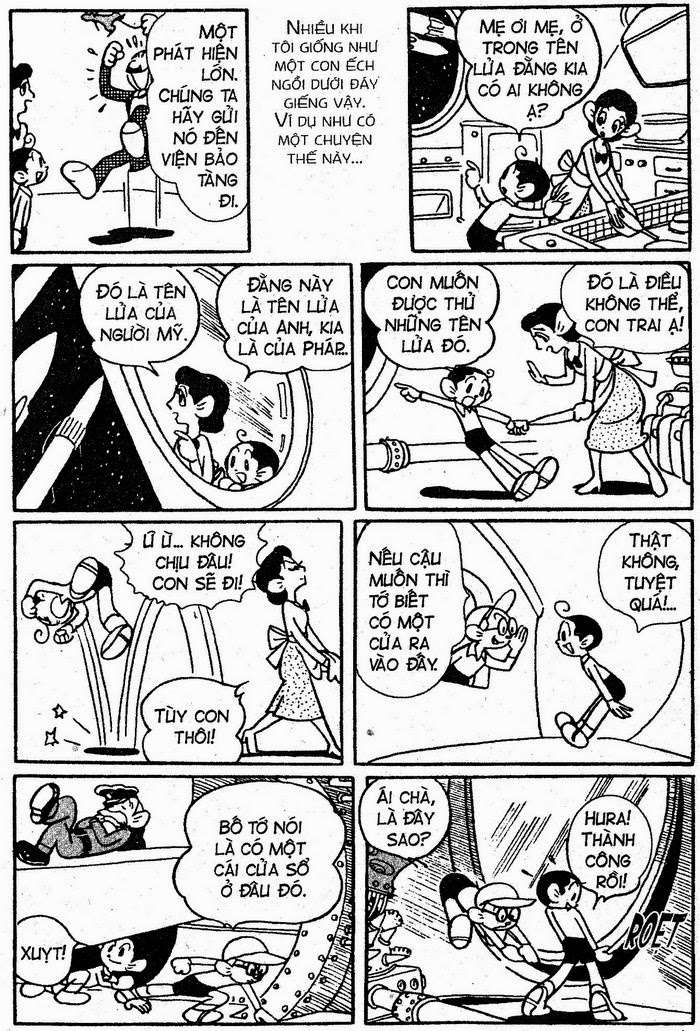 MỘT
PHÁT HIỆN
LỚN.
CHÚNG TA
HÃY GỬI
NÓ ĐẾN
VIỆN BẢO
TÀNG
ĐI.
NHIỀU KHI
TÔI GIỐNG NHƯ
MỘT CON ẾCH
NGỒI DƯỚI ĐÁY
GIẾNG VẬY.
VÍ DỤ NHƯ CÓ
MỘT CHUYỆN
THẾ NÀY...
MẸ ƠI MẸ, Ở
TRONG TÊN
LỬA ĐẰNG KIA
CÓ AI KHÔNG
Ạ?
ĐÓ LÀ TÊN
LỬA CỦA
NGƯỜI MỸ.
ĐẰNG NÀY
LÀ TÊN LỬA
CỦA ANH, KIA
LÀ CỦA PHÁP...
CON MUỐN
ĐƯỢC THỬ
NHỮNG TÊN
LỬA ĐÓ.
ĐÓ LÀ ĐIỀU
KHÔNG THỂ,
CON TRAI Ạ!
Ứ Ừ... KHÔNG
CHỊU ĐÂU!
CON SẼ ĐI!
TÙY CON
THÔI!
NẾU CẬU
MUỐN THÌ
TỚ BIẾT
CÓ MỘT
CỬA RA
VÀO ĐẤY.
THẬT
KHÔNG,
TUYỆT
QUÁ!...
BỐ TỚ NÓI
LÀ CÓ MỘT
CÁI CỬA SỔ
Ở ĐÂU ĐÓ.
XUỴT!
ÁI CHÀ,
LÀ ĐÂY
SAO?
HURA!
THÀNH
CÔNG
RỒI!
ROET